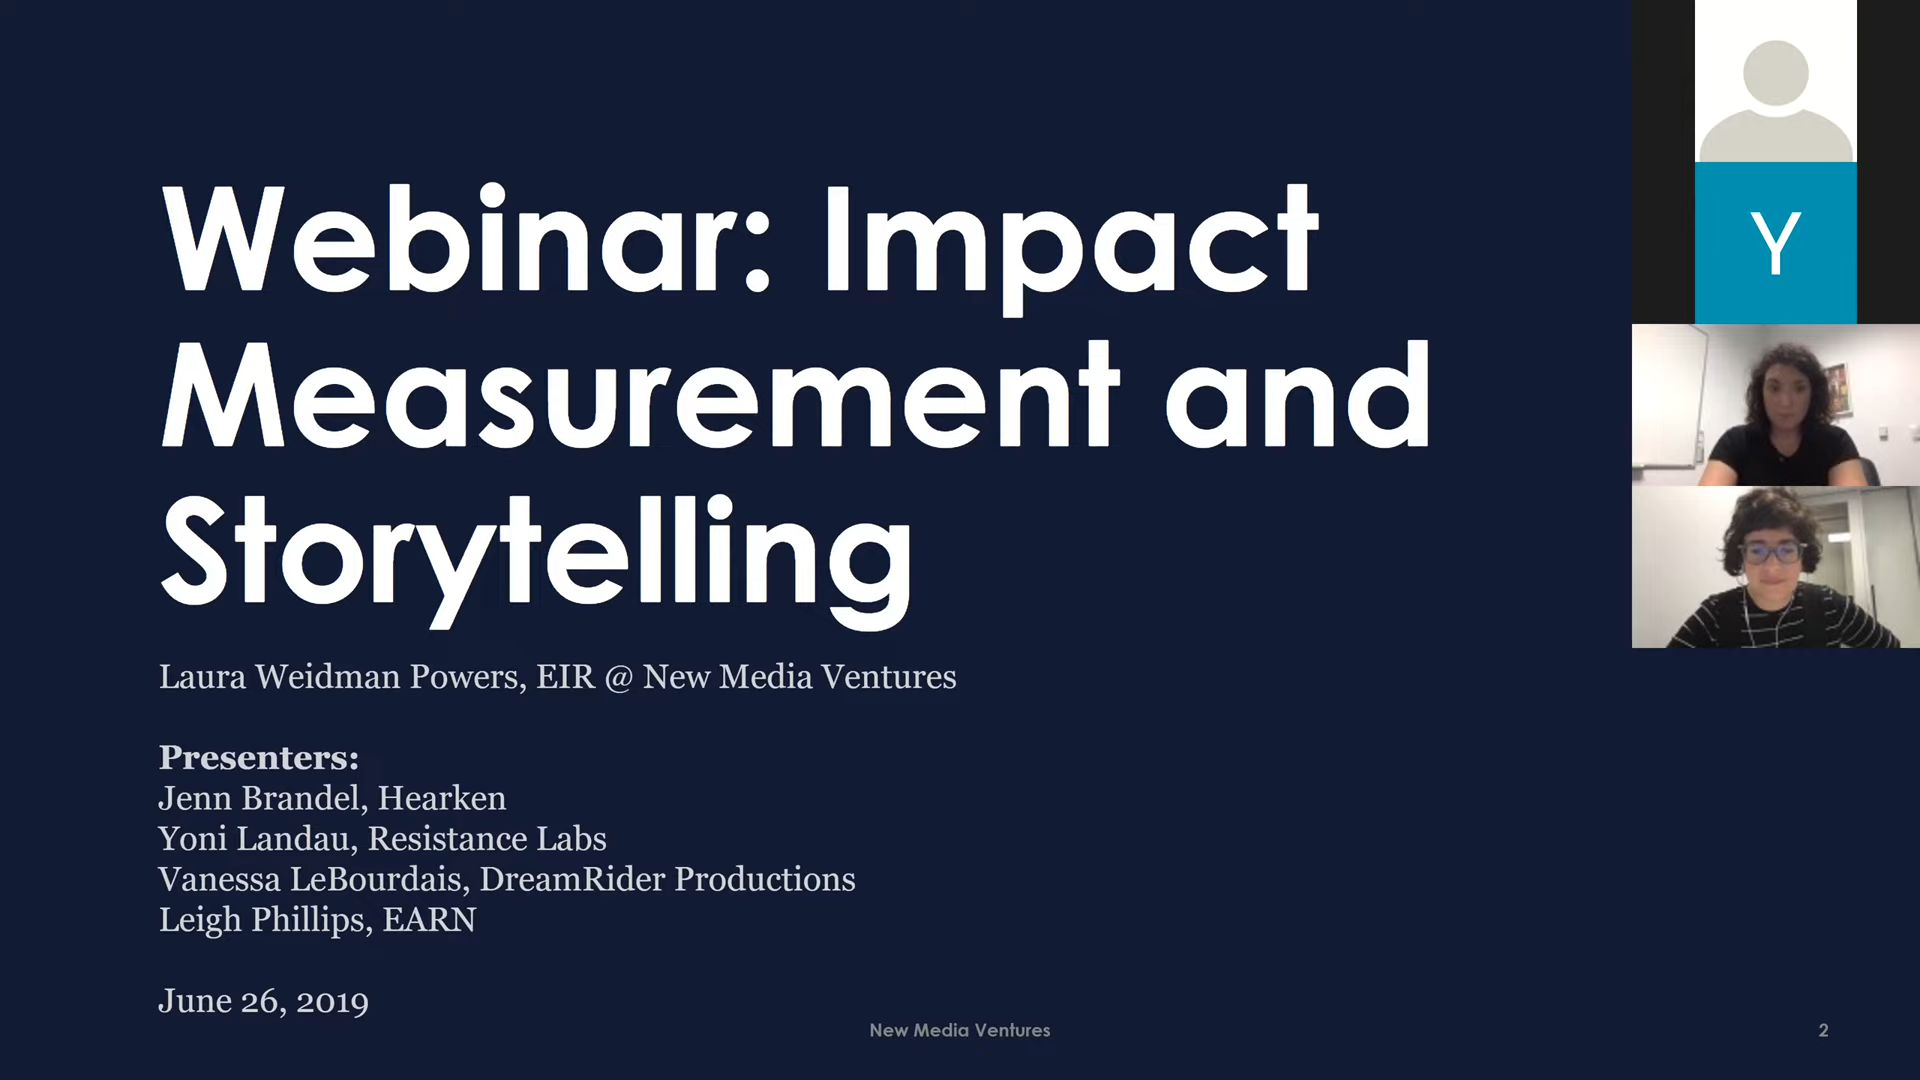 Webinar: Impact
Measurement and
Storytelling
Laura Weidman Powers, EIR @ New Media Ventures
Presenters:
Jenn Brandel, Hearken
Yoni Landau, Resistance Labs
Vanessa LeBourdais, DreamRider Productions
Leigh Phillips, EARN
June 26, 2019
New Media Ventures
2
Y